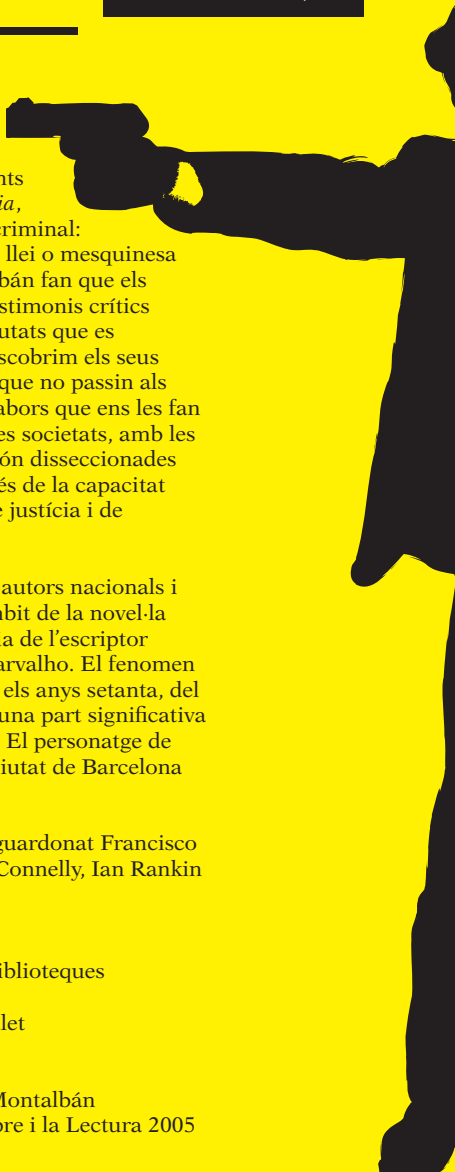 nts
ia,
criminal:
llei o mesquinesa
bán fan que els
stimonis crítics
utats que es
scobrim els seus
que no passin als
abors que ens les fan
es societats, amb les
ón disseccionades
és de la capacitat
e justícia i de
autors nacionals i
mbit de la novel·la
ia de l’escriptor
arvalho. El fenomen
els anys setanta, del
una part significativa
El personatge de
iutat de Barcelona
guardonat Francisco
Connelly, Ian Rankin
iblioteques
let
Montalbán
bre i la Lectura 2005